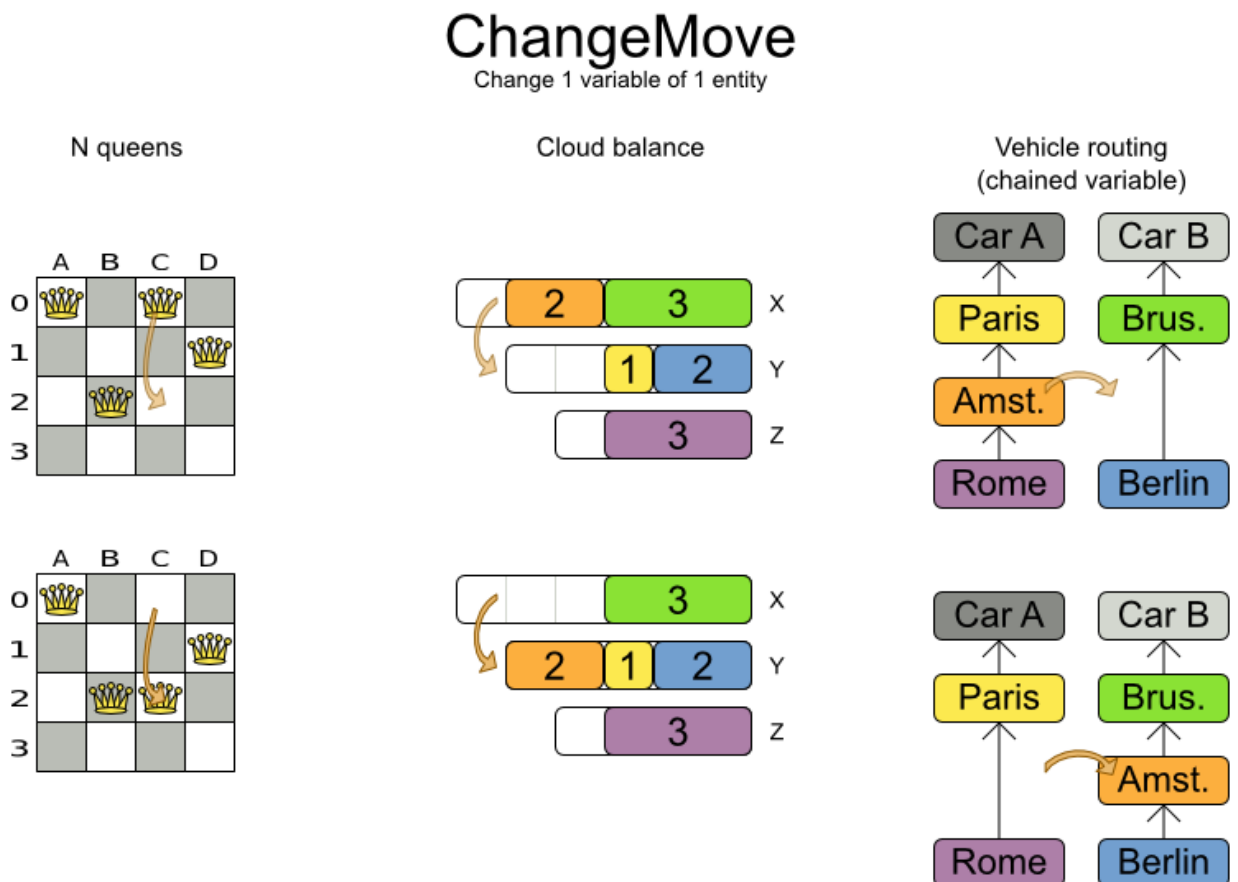 ChangeMove
Change 1 variable of 1 entity
N queens
Cloud balance
Vehicle routing
(chained variable)
A B C D
0
1
2
3
2 3 X
1 2 Y
3 Z
Car A Car B
Paris Brus.
Amst.
Rome Berlin
A B C D
0
1
2
3
3 X
2 1 2 Y
3 Z
Car A Car B
Paris Brus.
Amst.
Rome Berlin